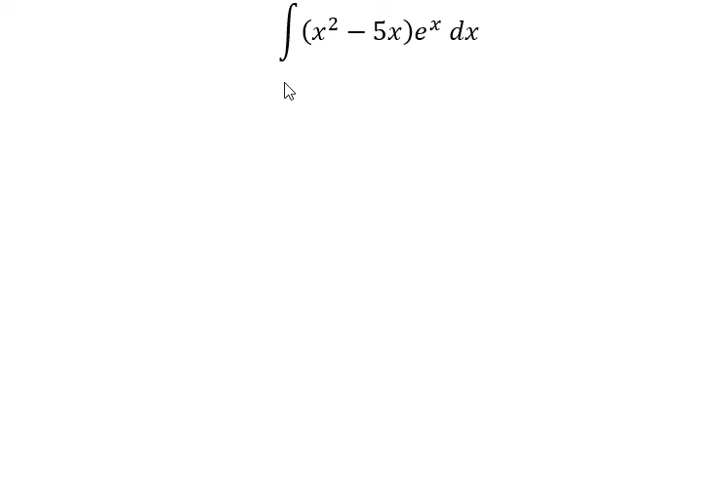 ∫(x² − 5x)eˣ dx